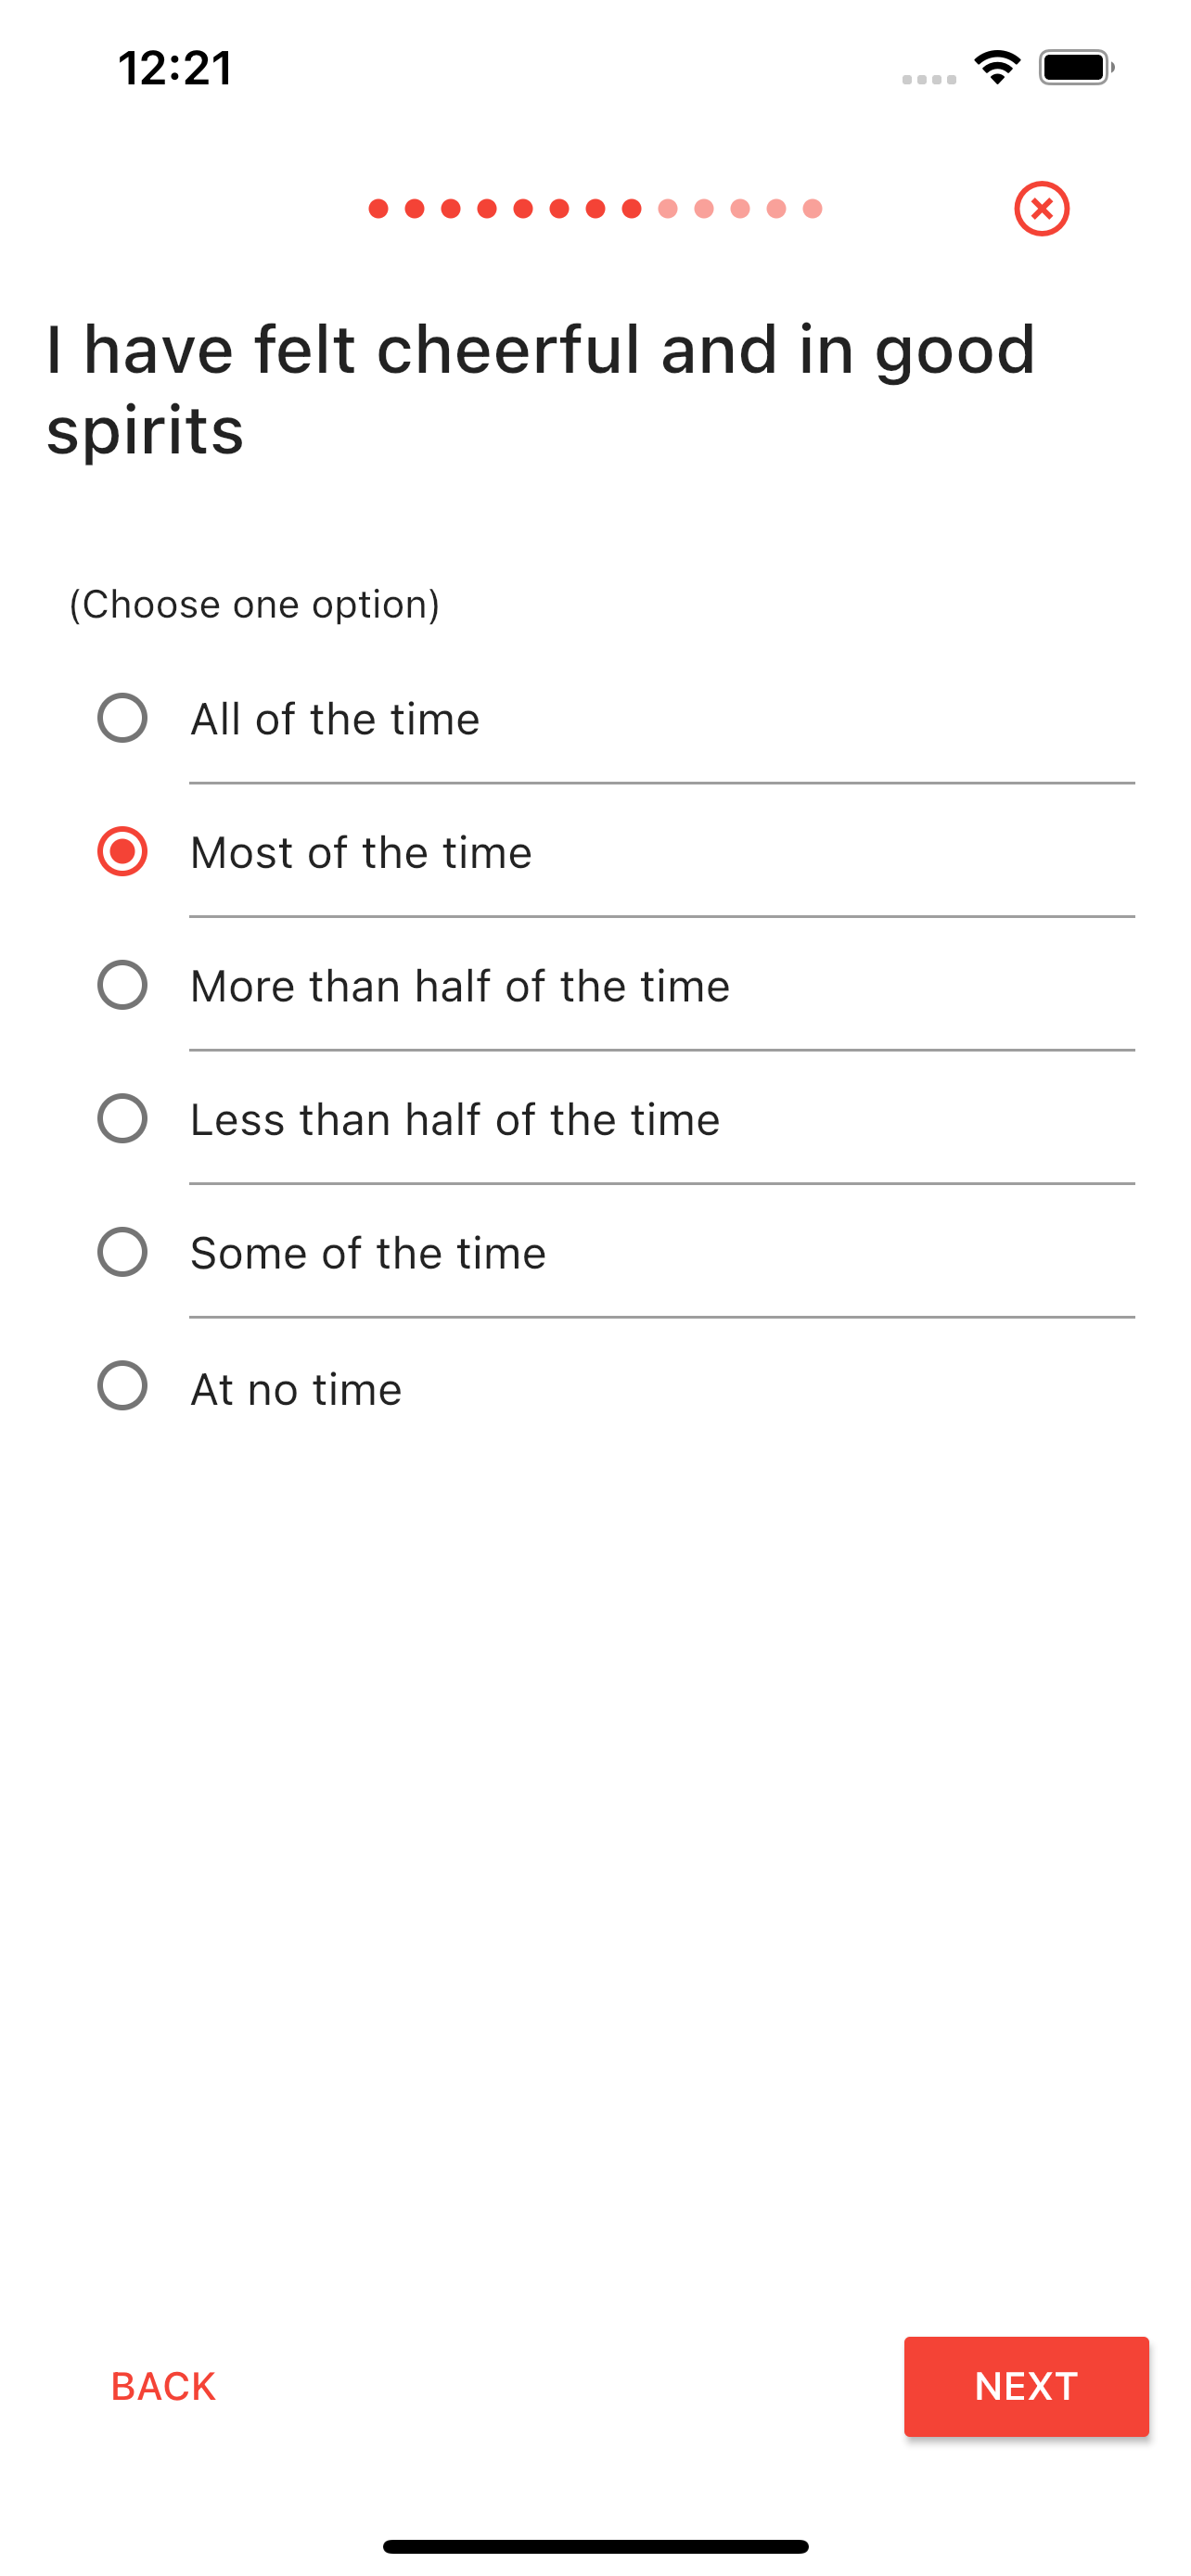 12:21
I have felt cheerful and in good
spirits
(Choose one option)
All of the time
Most of the time
More than half of the time
Less than half of the time
Some of the time
At no time
BACK
NEXT